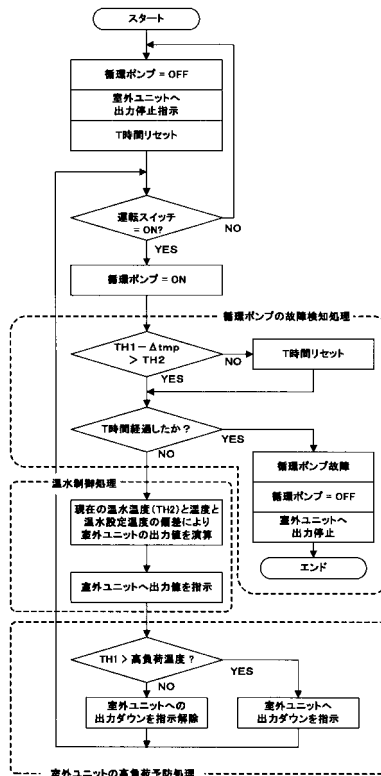 スタート
循環ポンプ = OFF
室外ユニットへ
出力停止指示
T時間リセット
運転スイッチ
= ON?
NO
YES
循環ポンプ = ON
循環ポンプの故障検知処理
TH1－Δtmp
> TH2
NO
T時間リセット
YES
T時間経過したか？
YES
NO
循環ポンプ故障
循環ポンプ = OFF
室外ユニットへ
出力停止
エンド
温水制御処理
現在の温水温度(TH2)と温度と
温水設定温度の偏差により
室外ユニットの出力値を演算
室外ユニットへ出力値を指示
TH1 > 高負荷温度？
YES
NO
室外ユニットへの
出力ダウンを指示解除
室外ユニットへ
出力ダウンを指示
室外ユニットの高負荷予防処理